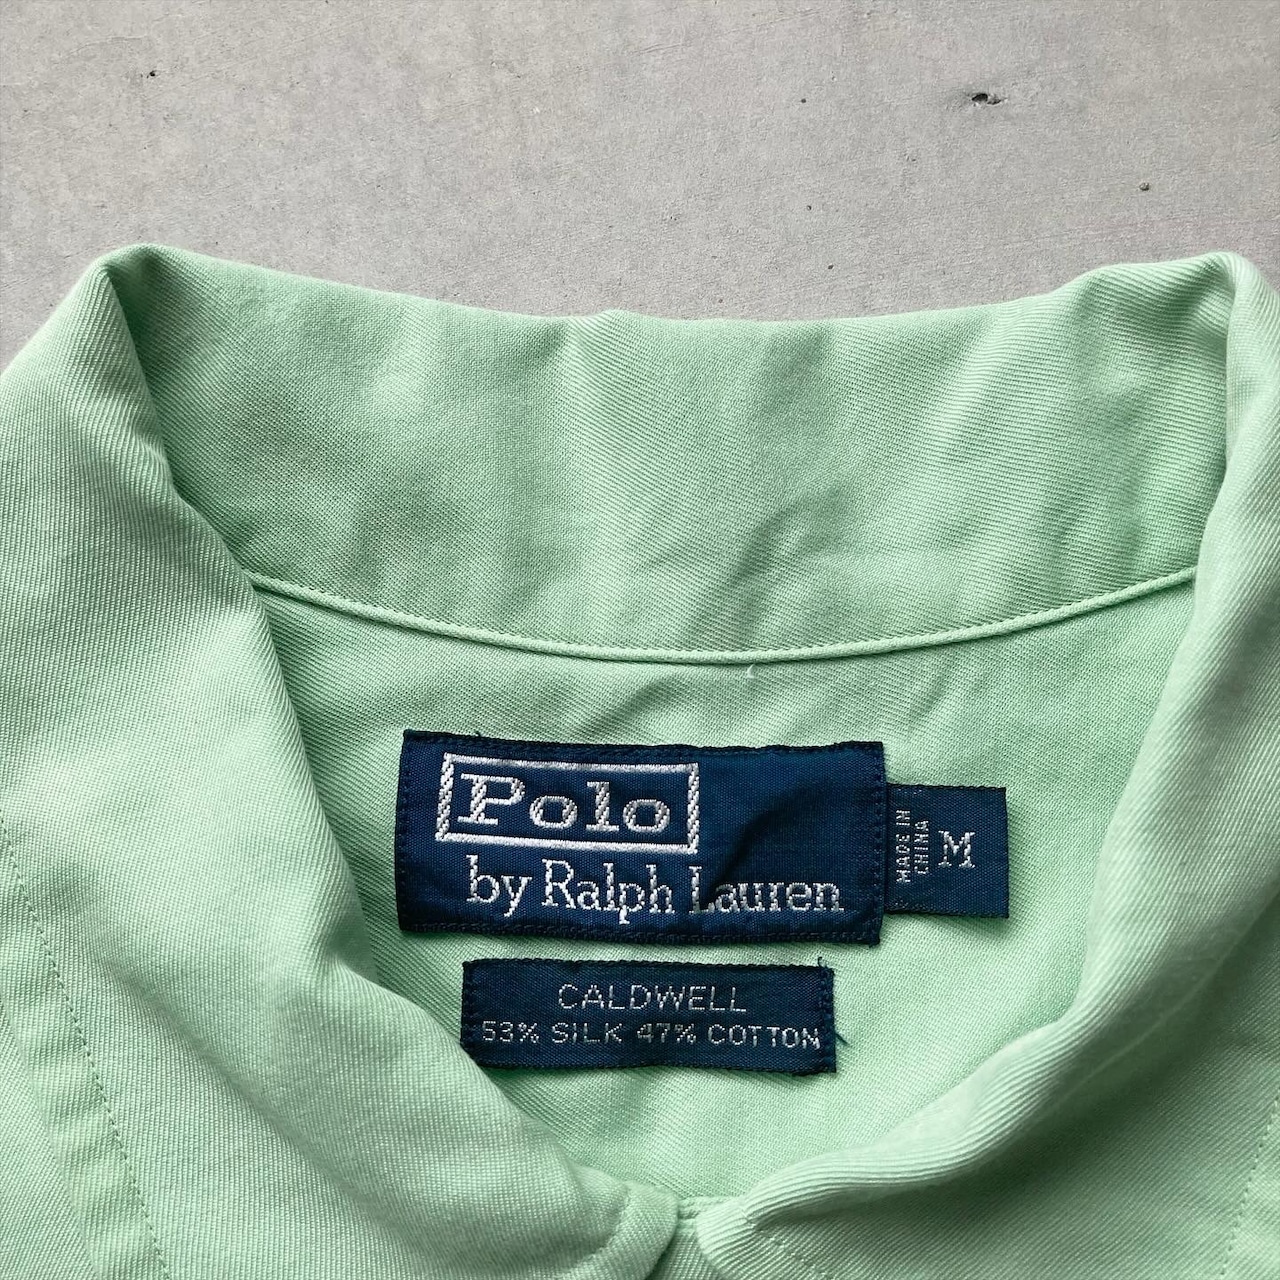 Polo
by Ralph Lauren
MADE IN
CHINA
M
CALDWELL
53% SILK 47% COTTON